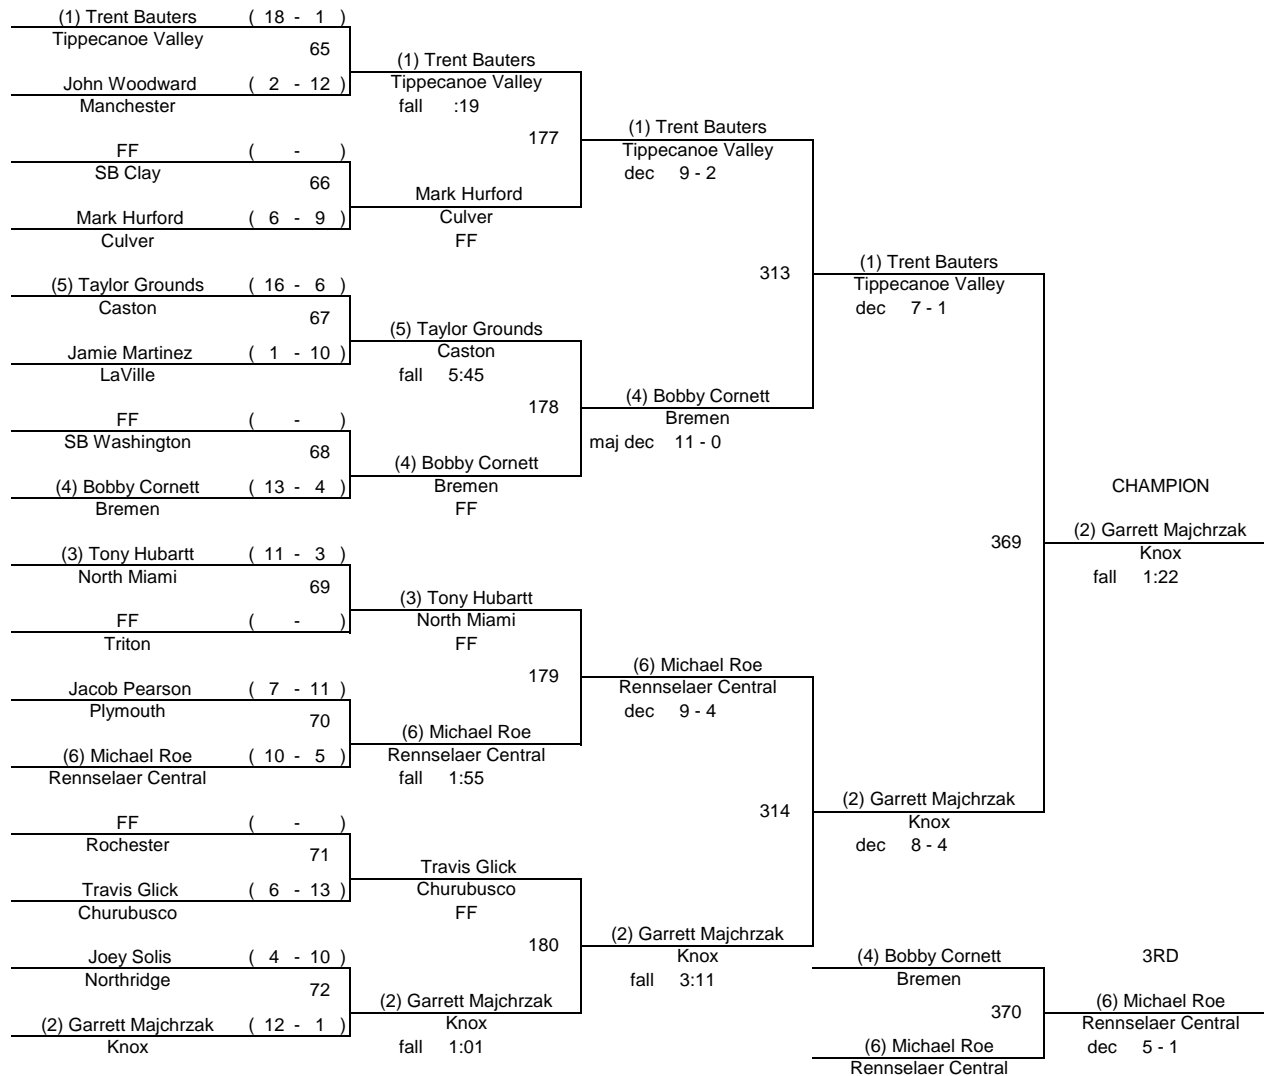 (1) Trent Bauters ( 18 - 1 )
Tippecanoe Valley
65
John Woodward ( 2 - 12 )
Manchester
FF ( - )
SB Clay
66
Mark Hurford ( 6 - 9 )
Culver
(5) Taylor Grounds ( 16 - 6 )
Caston
67
Jamie Martinez ( 1 - 10 )
LaVille
FF ( - )
SB Washington
68
(4) Bobby Cornett ( 13 - 4 )
Bremen
(3) Tony Hubartt ( 11 - 3 )
North Miami
69
FF ( - )
Triton
Jacob Pearson ( 7 - 11 )
Plymouth
70
(6) Michael Roe ( 10 - 5 )
Rennselaer Central
FF ( - )
Rochester
71
Travis Glick ( 6 - 13 )
Churubusco
Joey Solis ( 4 - 10 )
Northridge
72
(2) Garrett Majchrzak ( 12 - 1 )
Knox
(1) Trent Bauters
Tippecanoe Valley
fall :19
177
Mark Hurford
Culver
FF
(5) Taylor Grounds
Caston
fall 5:45
178
(4) Bobby Cornett
Bremen
FF
(3) Tony Hubartt
North Miami
FF
179
(6) Michael Roe
Rennselaer Central
fall 1:55
Travis Glick
Churubusco
FF
180
(2) Garrett Majchrzak
Knox
fall 1:01
(1) Trent Bauters
Tippecanoe Valley
dec 9 - 2
313
(4) Bobby Cornett
Bremen
maj dec 11 - 0
(6) Michael Roe
Rennselaer Central
dec 9 - 4
314
(2) Garrett Majchrzak
Knox
fall 3:11
(1) Trent Bauters
Tippecanoe Valley
dec 7 - 1
369
(2) Garrett Majchrzak
Knox
dec 8 - 4
CHAMPION
(2) Garrett Majchrzak
Knox
fall 1:22
(4) Bobby Cornett
Bremen
370
(6) Michael Roe
Rennselaer Central
3RD
(6) Michael Roe
Rennselaer Central
dec 5 - 1